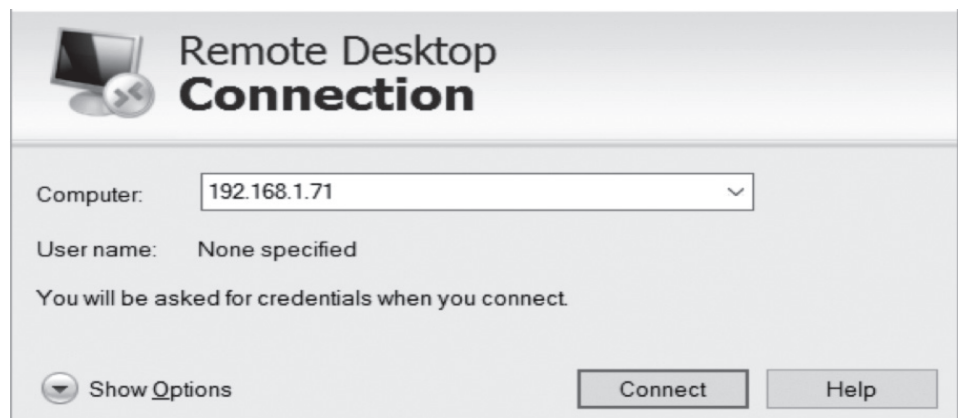 Remote Desktop
Connection
Computer: 192.168.1.71
User name: None specified
You will be asked for credentials when you connect.
Show Options Connect Help